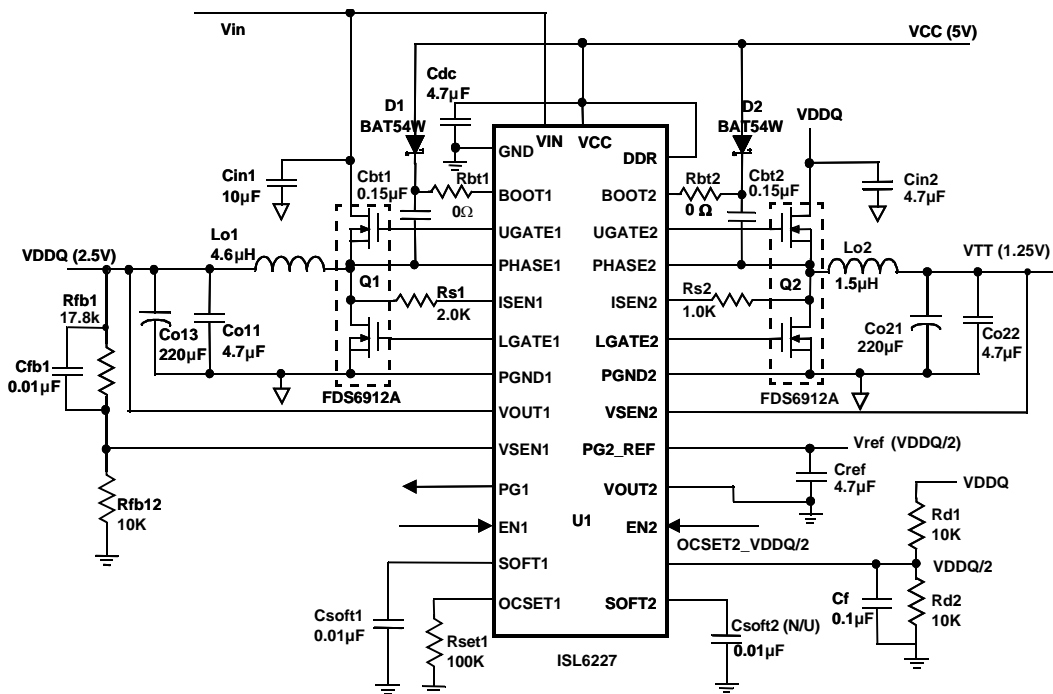 Vin
VCC (5V)
Cdc
4.7µF
D1
BAT54W
D2
BAT54W
VDDQ
VIN
VCC
GND
DDR
Cin1
10µF
Cbt1
0.15µF
Rbt1
0Ω
BOOT1
BOOT2
Rbt2
0 Ω
Cbt2
0.15µF
Cin2
4.7µF
UGATE1
UGATE2
Lo1
4.6µH
VDDQ (2.5V)
PHASE1
PHASE2
Lo2
1.5µH
VTT (1.25V)
Q1
Q2
Rfb1
17.8k
Rs1
2.0K
ISEN1
ISEN2
Rs2
1.0K
Co13
220µF
Co11
4.7µF
LGATE1
LGATE2
Co21
220µF
Co22
4.7µF
Cfb1
0.01µF
PGND1
PGND2
FDS6912A
FDS6912A
VOUT1
VSEN2
VSEN1
PG2_REF
Vref (VDDQ/2)
Cref
4.7µF
Rfb12
10K
PG1
VOUT2
VDDQ
U1
EN1
EN2
Rd1
10K
OCSET2_VDDQ/2
SOFT1
VDDQ/2
OCSET1
SOFT2
Cf
0.1µF
Rd2
10K
Csoft1
0.01µF
Rset1
100K
Csoft2 (N/U)
0.01µF
ISL6227